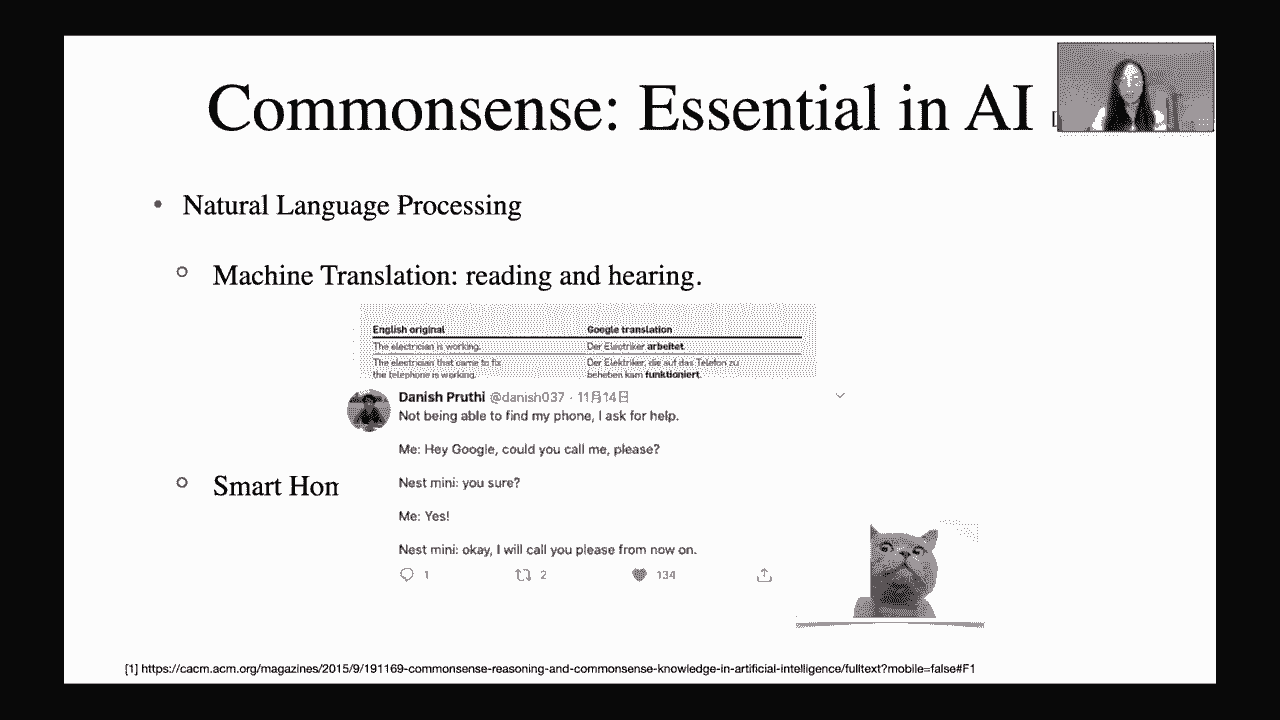 Commonsense: Essential in AI [
• Natural Language Processing
○ Machine Translation: reading and hearing.
English original Google translation
The electrician is working. Der Electriker arbeitet.
The electrician that came to fix Der Elektriker, die auf das Telefon zu
the telephone is working. beheben kam funktioniert.
Danish Pruthi @danish037 · 11月14日
Not being able to find my phone, I ask for help.
Me: Hey Google, could you call me, please?
Nest mini: you sure?
○ Smart Hom
Me: Yes!
Nest mini: okay, I will call you please from now on.
1 2 134
[1] https://cacm.acm.org/magazines/2015/9/191169-commonsense-reasoning-and-commonsense-knowledge-in-artificial-intelligence/fulltext?mobile=false#F1